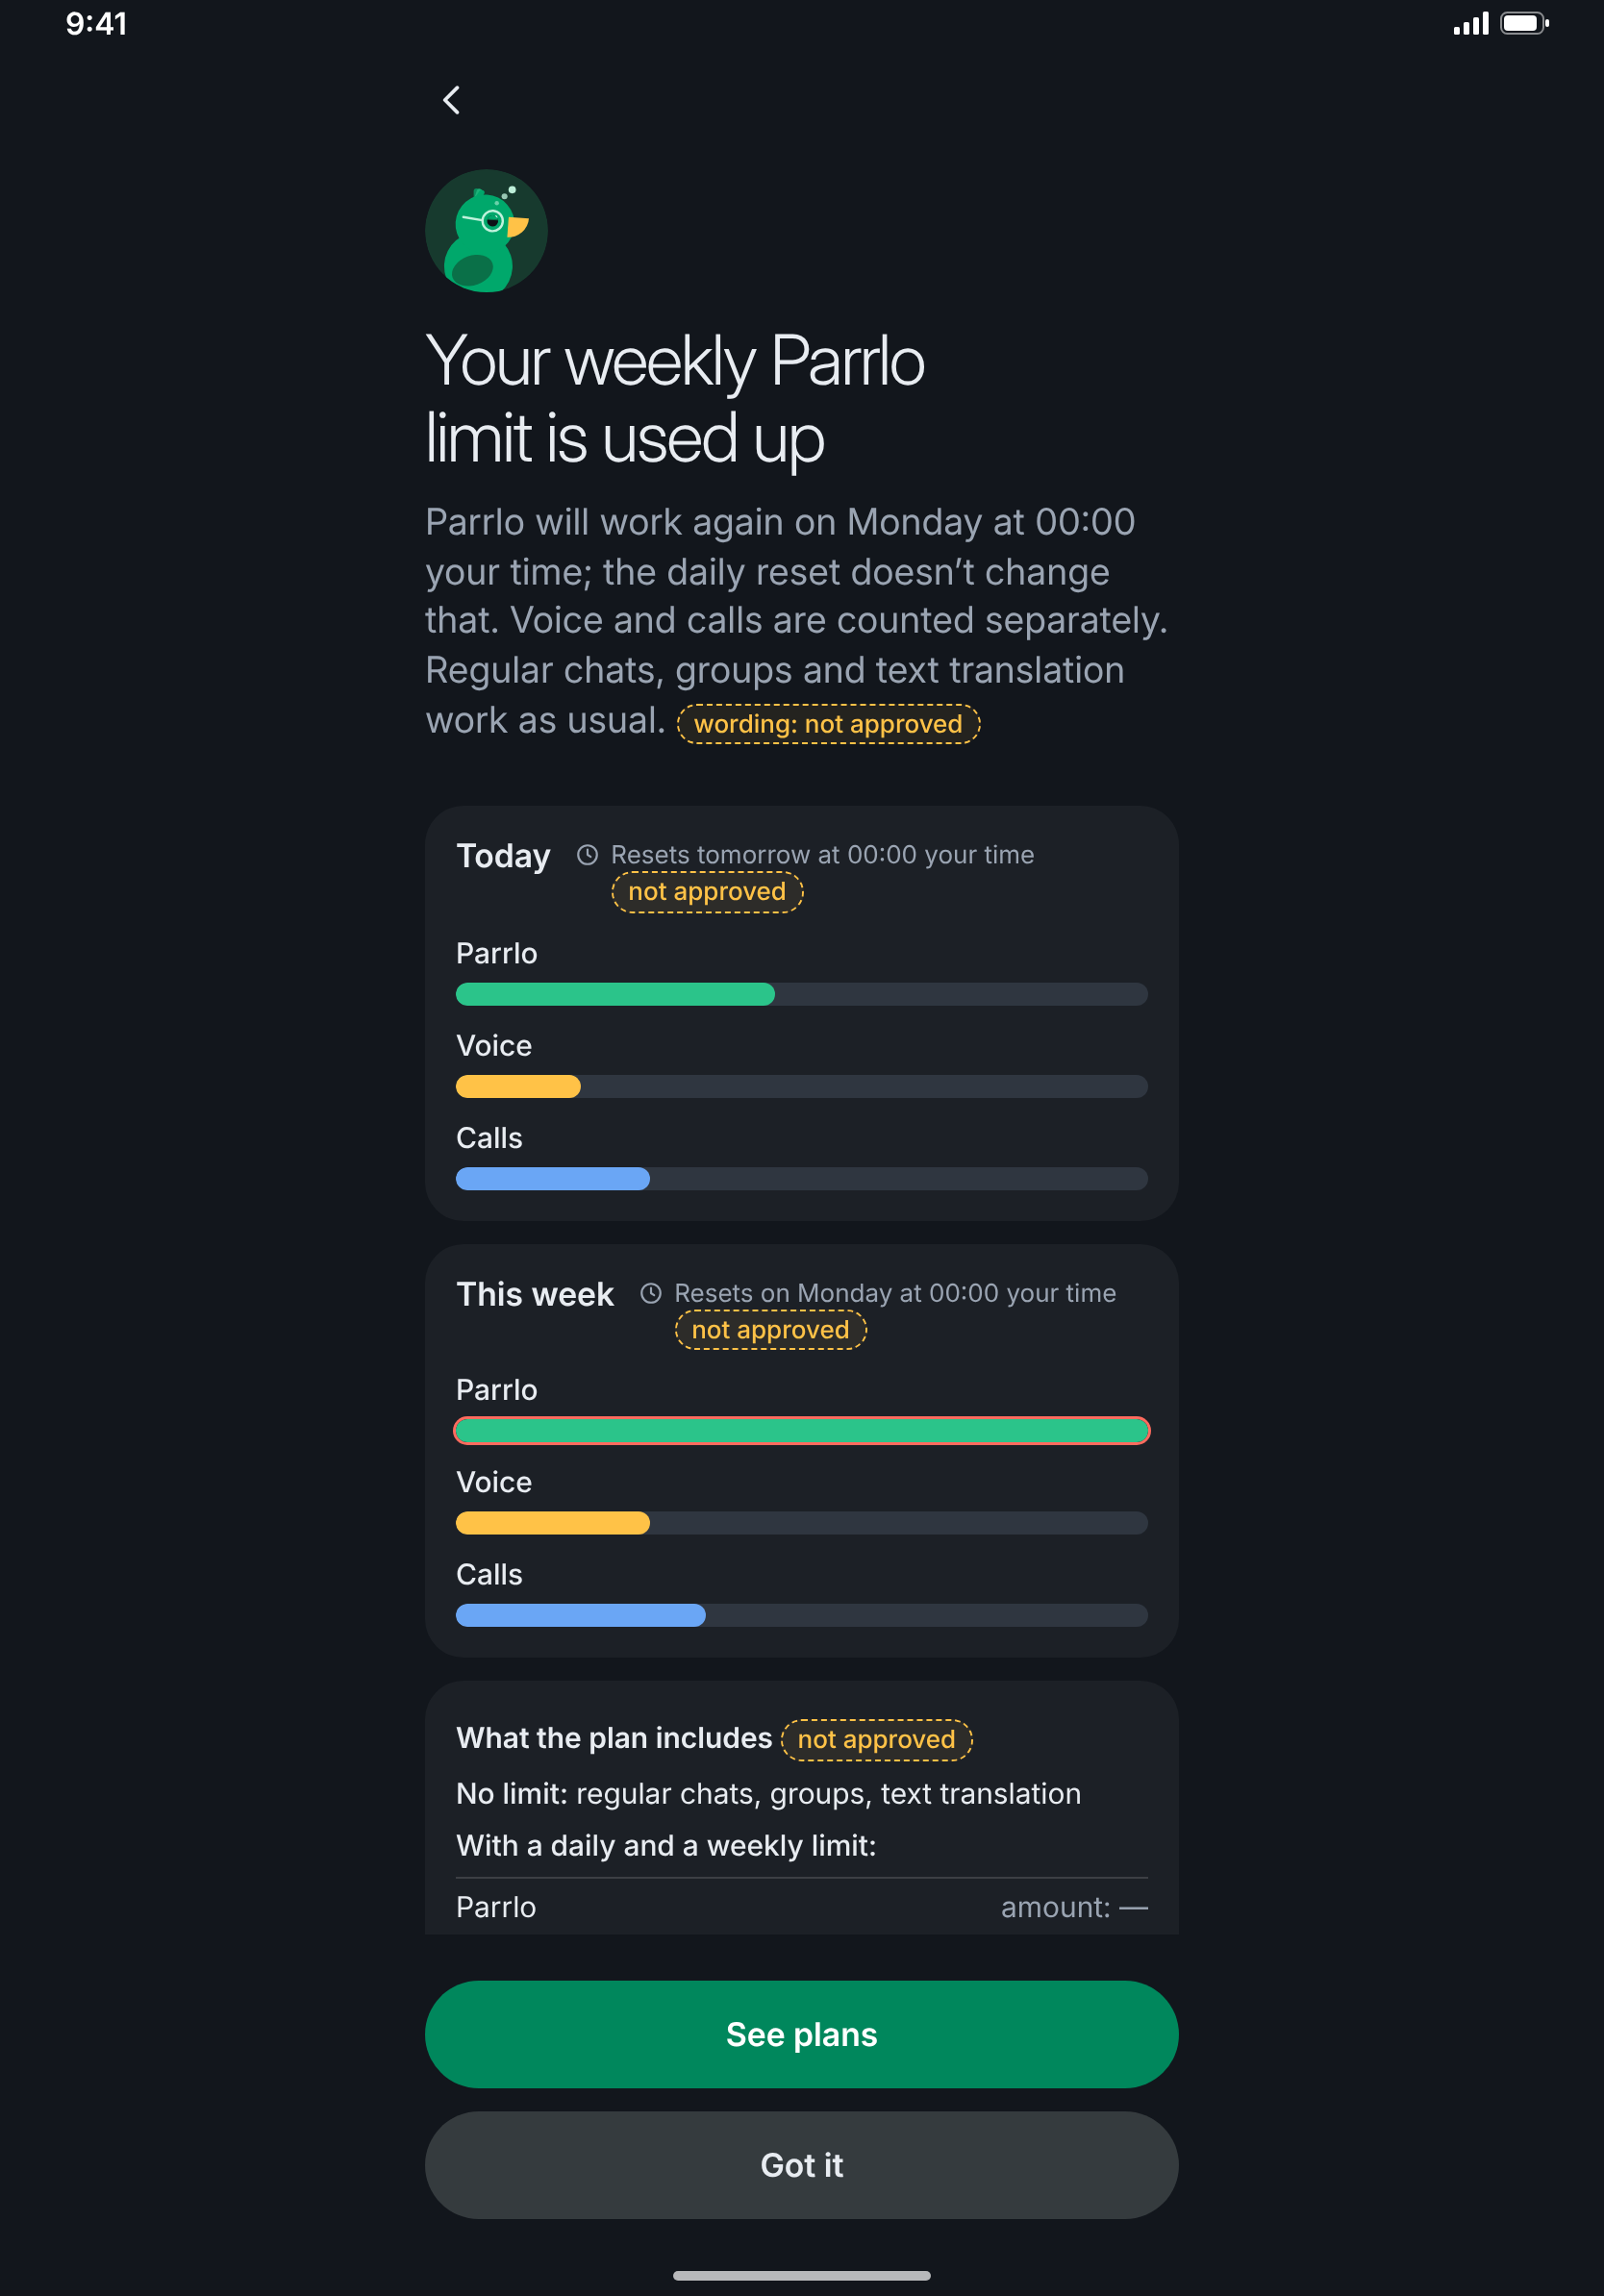 9:41
Your weekly Parrlo
limit is used up
Parrlo will work again on Monday at 00:00
your time; the daily reset doesn’t change
that. Voice and calls are counted separately.
Regular chats, groups and text translation
work as usual. wording: not approved
Today Resets tomorrow at 00:00 your time
not approved
Parrlo
Voice
Calls
This week Resets on Monday at 00:00 your time
not approved
Parrlo
Voice
Calls
What the plan includes not approved
No limit: regular chats, groups, text translation
With a daily and a weekly limit:
Parrlo amount: —
See plans
Got it